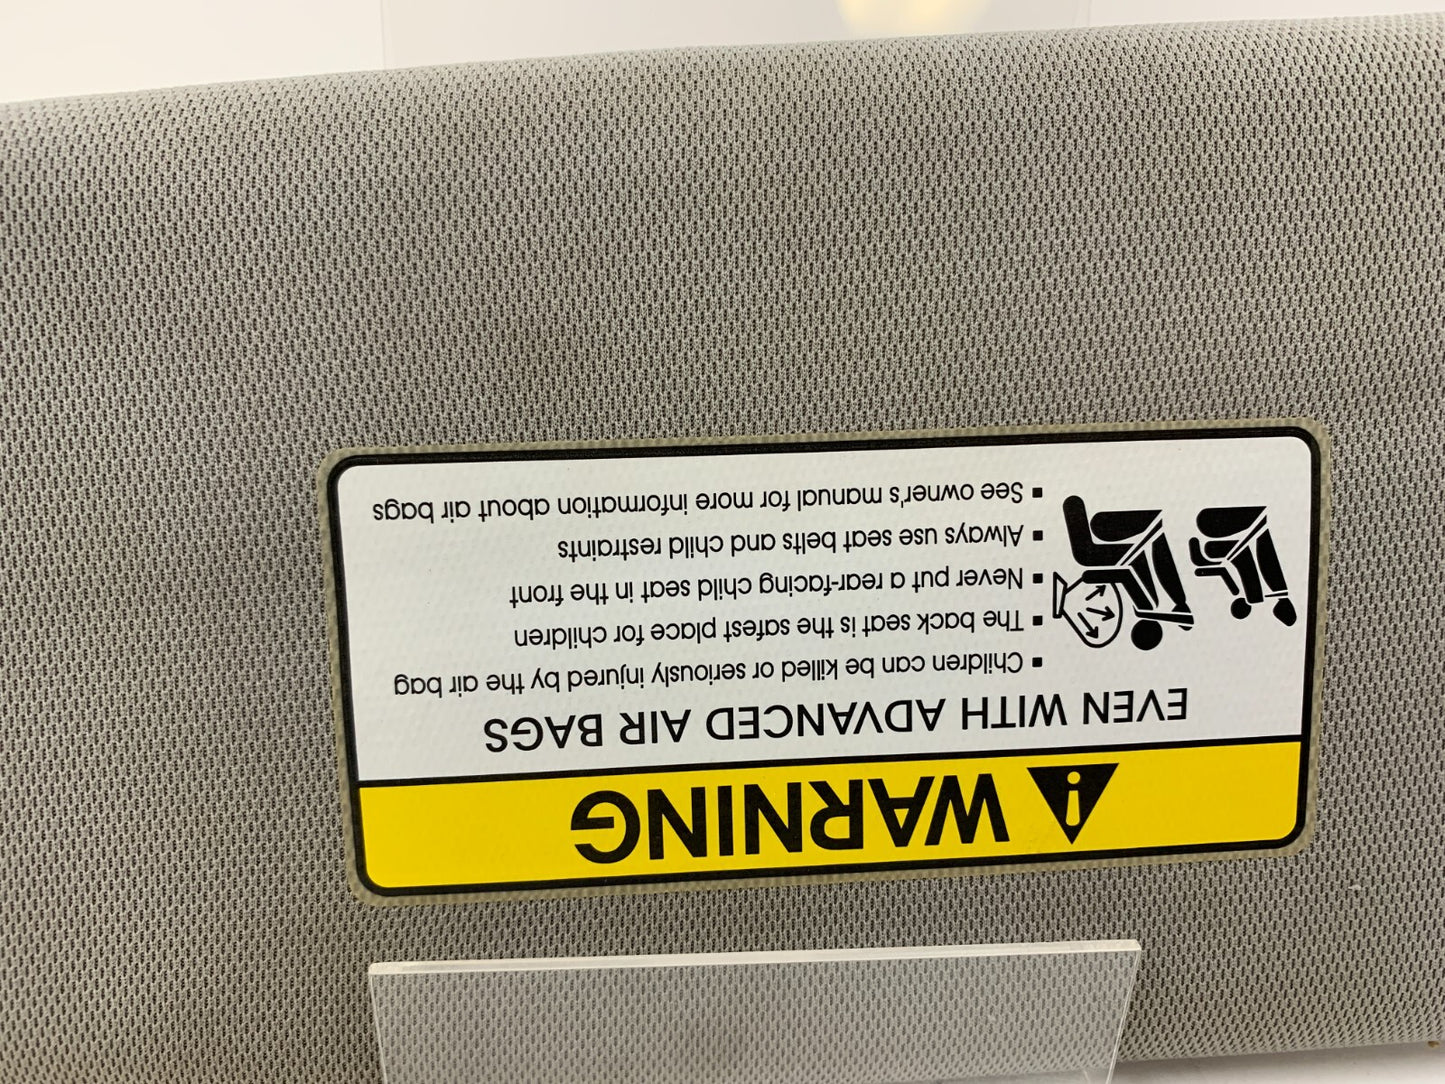 WARNING
EVEN WITH ADVANCED AIR BAGS
▪ Children can be killed or seriously injured by the air bag
▪ The back seat is the safest place for children
▪ Never put a rear-facing child seat in the front
▪ Always use seat belts and child restraints
▪ See owner's manual for more information about air bags